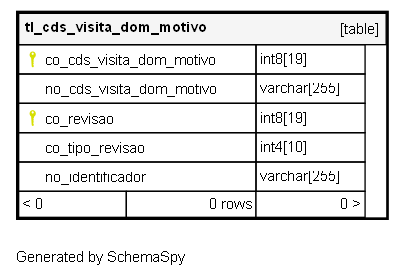 tl_cds_visita_dom_motivo [table]
co_cds_visita_dom_motivo int8[19]
no_cds_visita_dom_motivo varchar[255]
co_revisao int8[19]
co_tipo_revisao int4[10]
no_identificador varchar[255]
< 0 0 rows 0 >
Generated by SchemaSpy